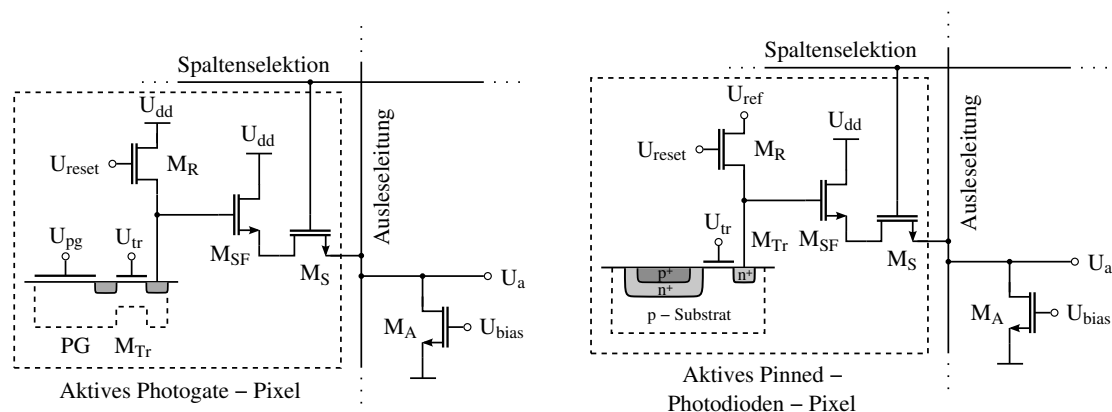 Spaltenselektion
U_dd
U_dd
U_reset
M_R
Ausleseleitung
U_pg
U_tr
M_SF
M_S
U_a
M_A
U_bias
PG
M_Tr
Aktives Photogate – Pixel
Spaltenselektion
U_ref
U_dd
U_reset
M_R
Ausleseleitung
U_tr
M_Tr
M_SF
M_S
p+
n+
n+
U_a
p – Substrat
M_A
U_bias
Aktives Pinned –
Photodioden – Pixel